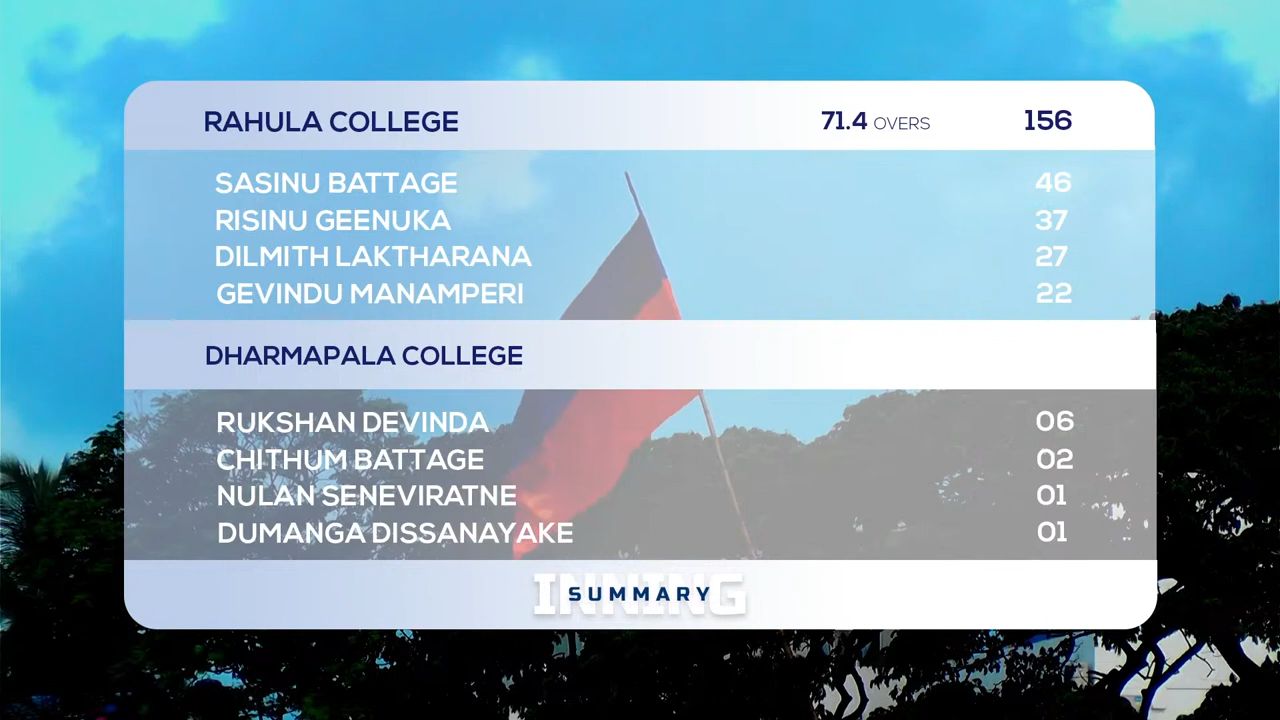 RAHULA COLLEGE 71.4 OVERS 156
SASINU BATTAGE 46
RISINU GEENUKA 37
DILMITH LAKTHARANA 27
GEVINDU MANAMPERI 22
DHARMAPALA COLLEGE
RUKSHAN DEVINDA 06
CHITHUM BATTAGE 02
NULAN SENEVIRATNE 01
DUMANGA DISSANAYAKE 01
INNING
SUMMARY